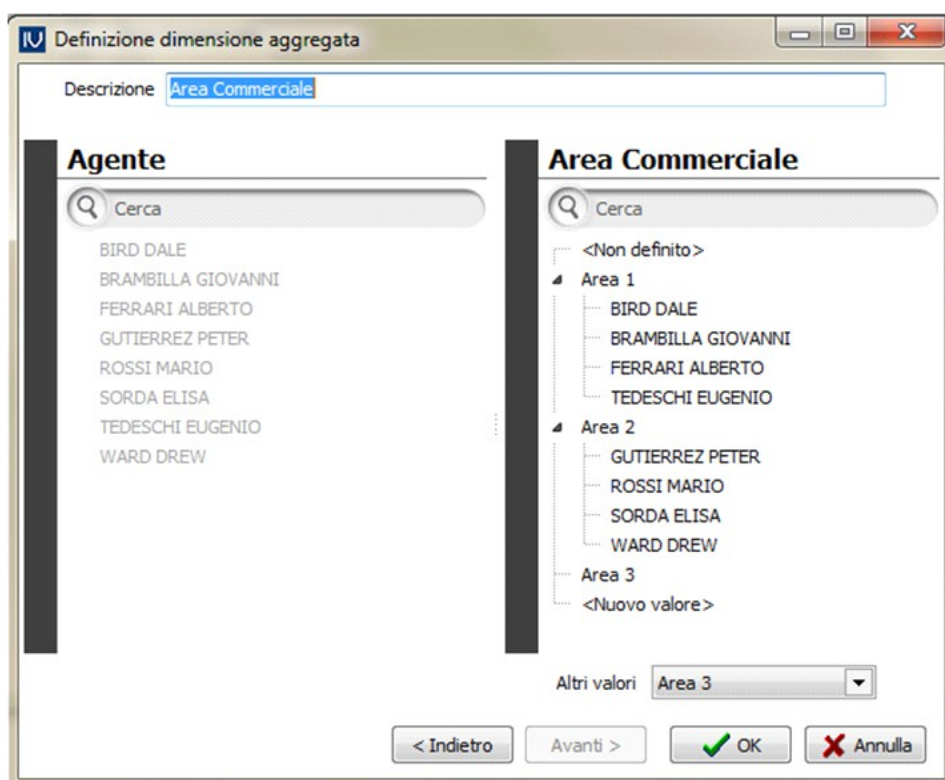 IU Definizione dimensione aggregata
Descrizione Area Commerciale
Agente
Cerca
BIRD DALE
BRAMBILLA GIOVANNI
FERRARI ALBERTO
GUTIERREZ PETER
ROSSI MARIO
SORDA ELISA
TEDESCHI EUGENIO
WARD DREW
Area Commerciale
Cerca
<Non definito>
Area 1
BIRD DALE
BRAMBILLA GIOVANNI
FERRARI ALBERTO
TEDESCHI EUGENIO
Area 2
GUTIERREZ PETER
ROSSI MARIO
SORDA ELISA
WARD DREW
Area 3
<Nuovo valore>
Altri valori Area 3
< Indietro Avanti > OK Annulla